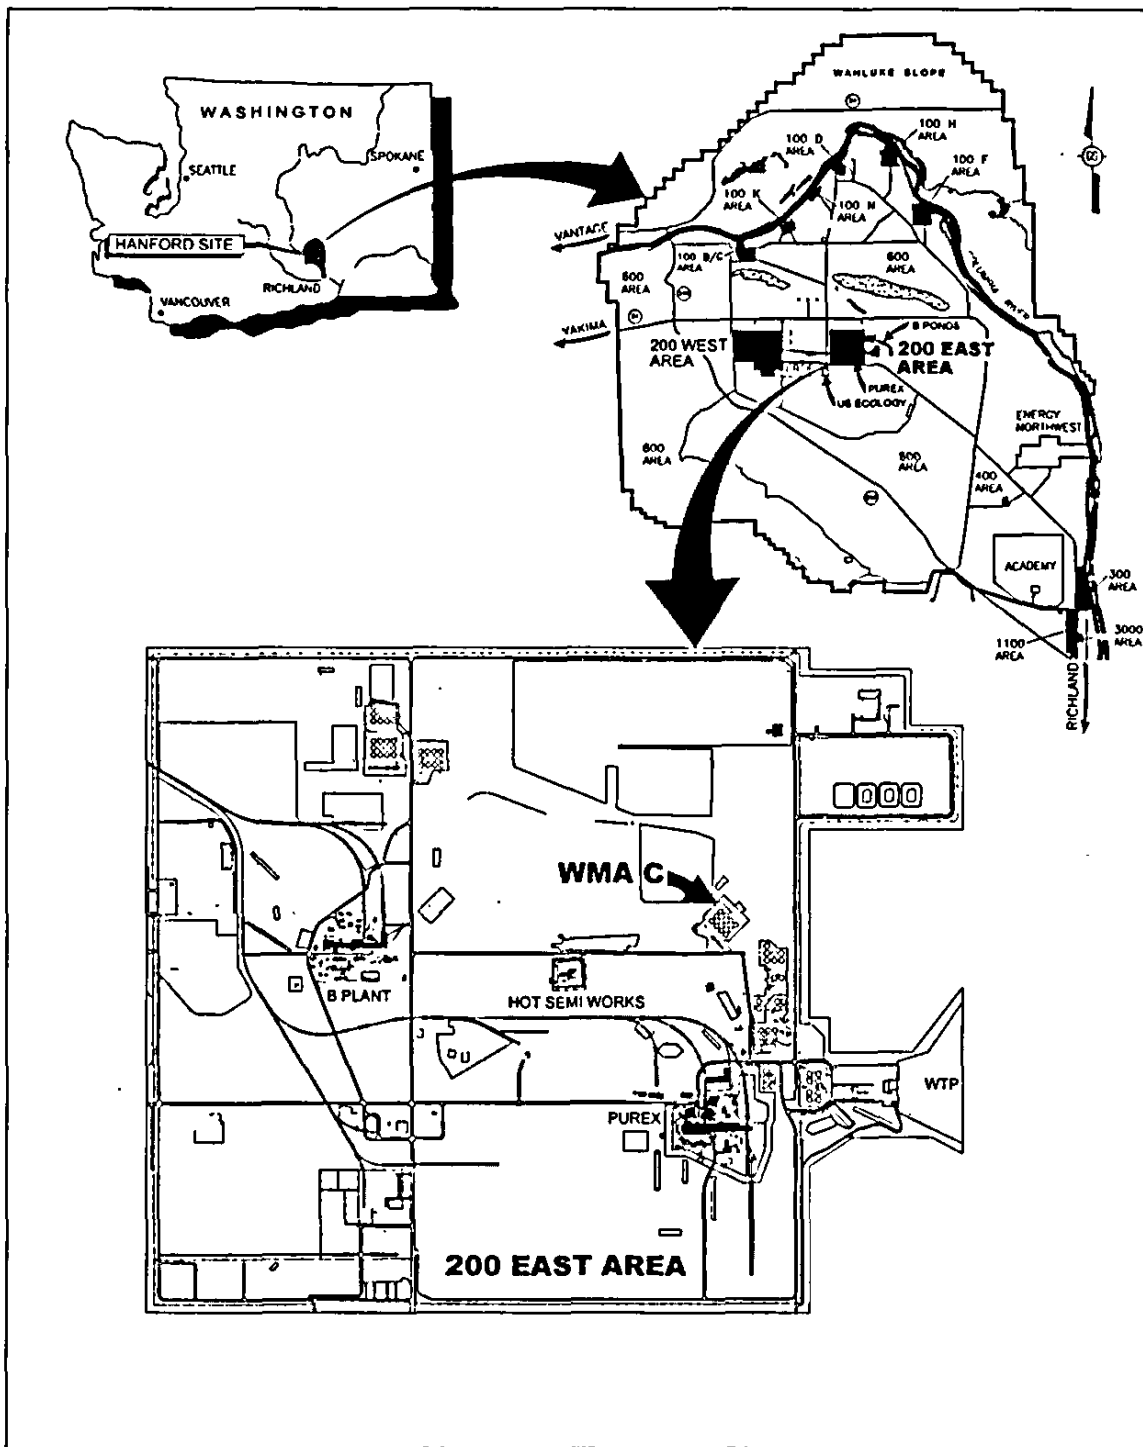 WASHINGTON
SEATTLE
SPOKANE
HANFORD SITE
RICHLAND
VANCOUVER
WAHLUKE SLOPE
100 D
AREA
100 H
AREA
100 F
AREA
100 K
AREA
100 N
AREA
VANTAGE
100 B/C
AREA
600
AREA
600
AREA
RIVER
YAKIMA
B PONDS
200 WEST
AREA
200 EAST
AREA
PUREX
US ECOLOGY
ENERGY
NORTHWEST
600
AREA
600
AREA
400
AREA
ACADEMY
300
AREA
1100
AREA
3000
AREA
RICHLAND
WMA C
B PLANT
HOT SEMI WORKS
WTP
PUREX
200 EAST AREA